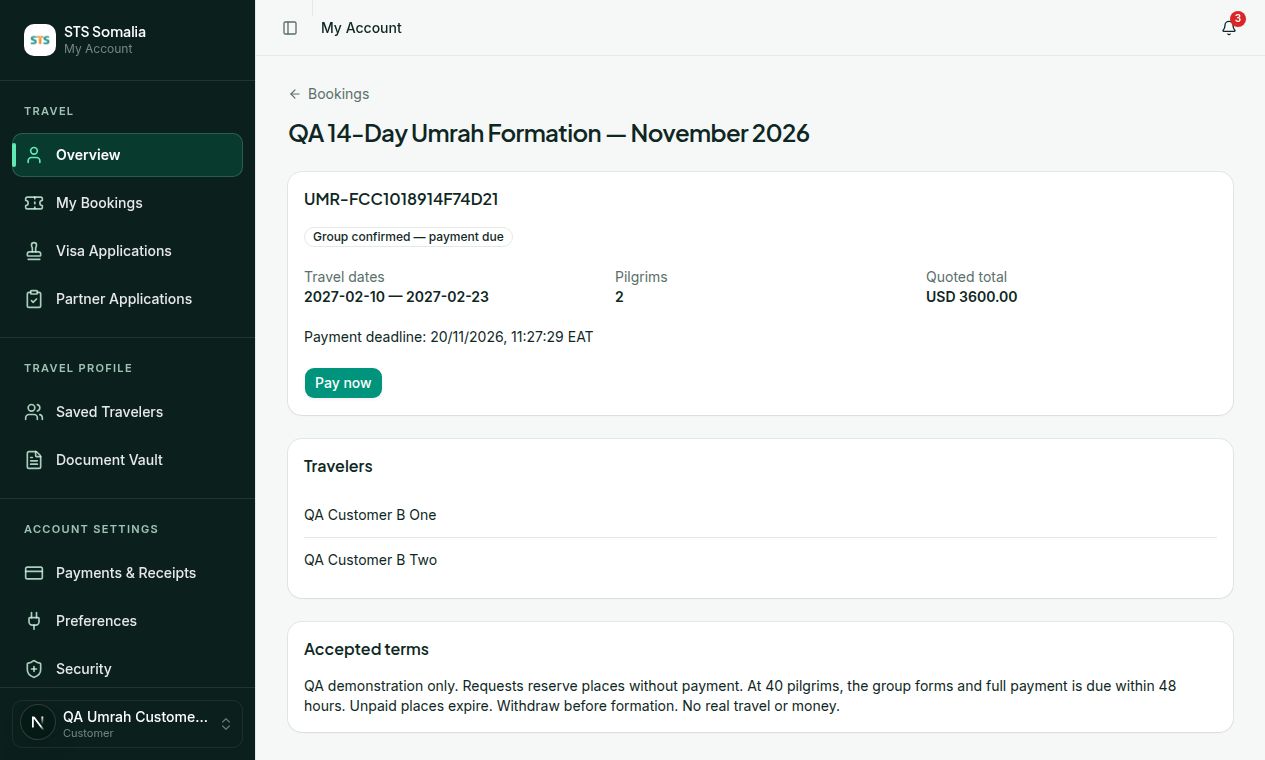 STS
STS Somalia
My Account
TRAVEL
Overview
My Bookings
Visa Applications
Partner Applications
TRAVEL PROFILE
Saved Travelers
Document Vault
ACCOUNT SETTINGS
Payments & Receipts
Preferences
Security
N
QA Umrah Custome...
Customer
My Account
3
Bookings
QA 14-Day Umrah Formation — November 2026
UMR-FCC1018914F74D21
Group confirmed — payment due
Travel dates
2027-02-10 — 2027-02-23
Pilgrims
2
Quoted total
USD 3600.00
Payment deadline: 20/11/2026, 11:27:29 EAT
Pay now
Travelers
QA Customer B One
QA Customer B Two
Accepted terms
QA demonstration only. Requests reserve places without payment. At 40 pilgrims, the group forms and full payment is due within 48
hours. Unpaid places expire. Withdraw before formation. No real travel or money.